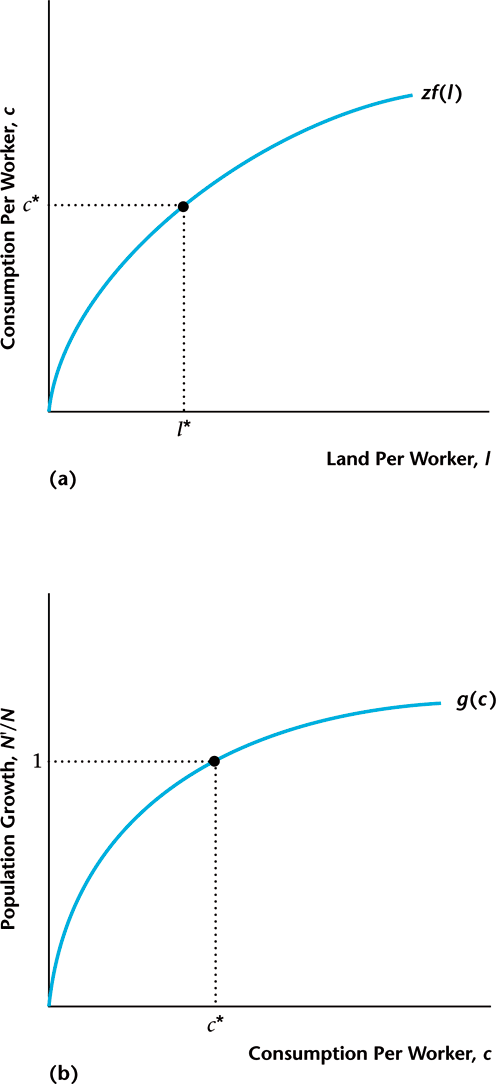 Consumption Per Worker, c
zf(l)
c*
l*
Land Per Worker, l
(a)
Population Growth, N'/N
g(c)
1
c*
Consumption Per Worker, c
(b)